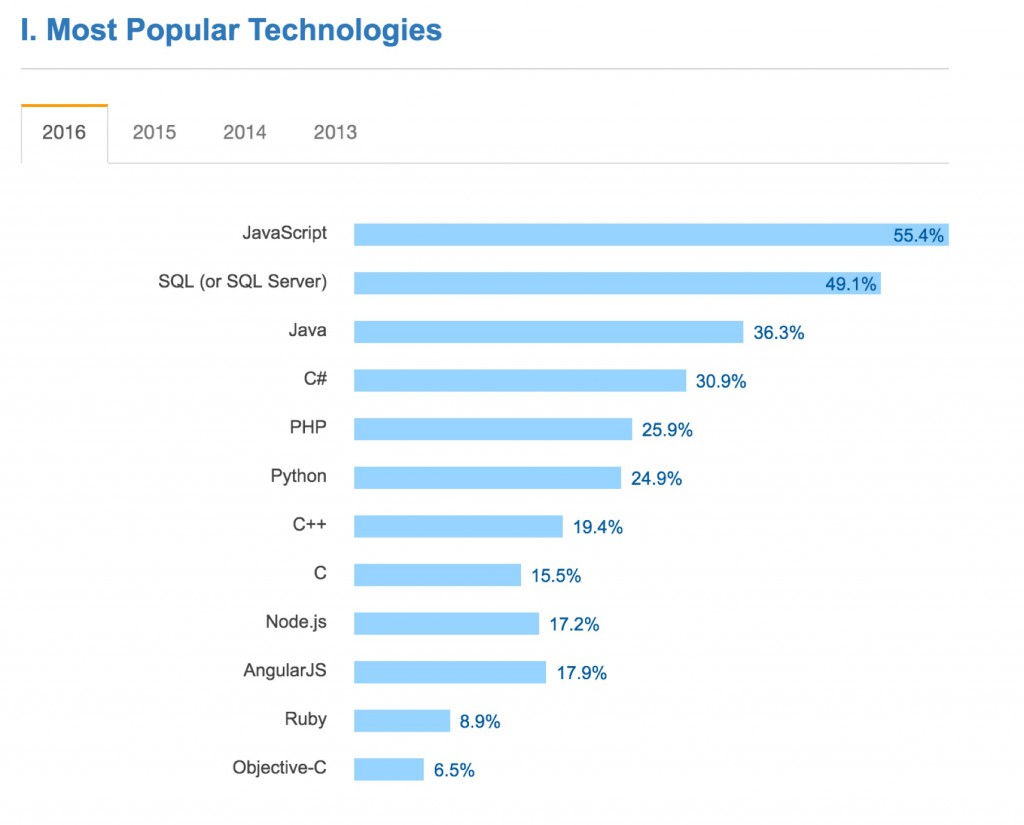 I. Most Popular Technologies
2016 2015 2014 2013
JavaScript 55.4%
SQL (or SQL Server) 49.1%
Java 36.3%
C# 30.9%
PHP 25.9%
Python 24.9%
C++ 19.4%
C 15.5%
Node.js 17.2%
AngularJS 17.9%
Ruby 8.9%
Objective-C 6.5%